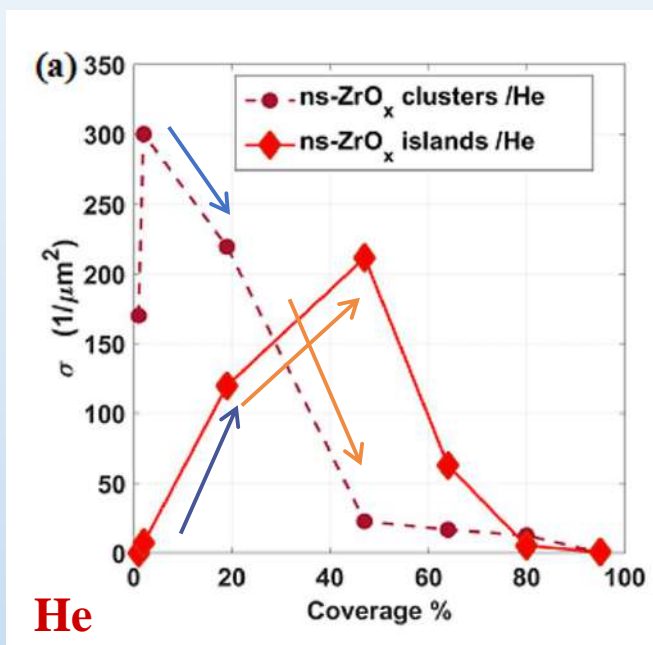 (a)
350
300
250
200
150
100
50
0
σ (1/μm²)
ns-ZrOₓ clusters /He
ns-ZrOₓ islands /He
0 20 40 60 80 100
Coverage %
He